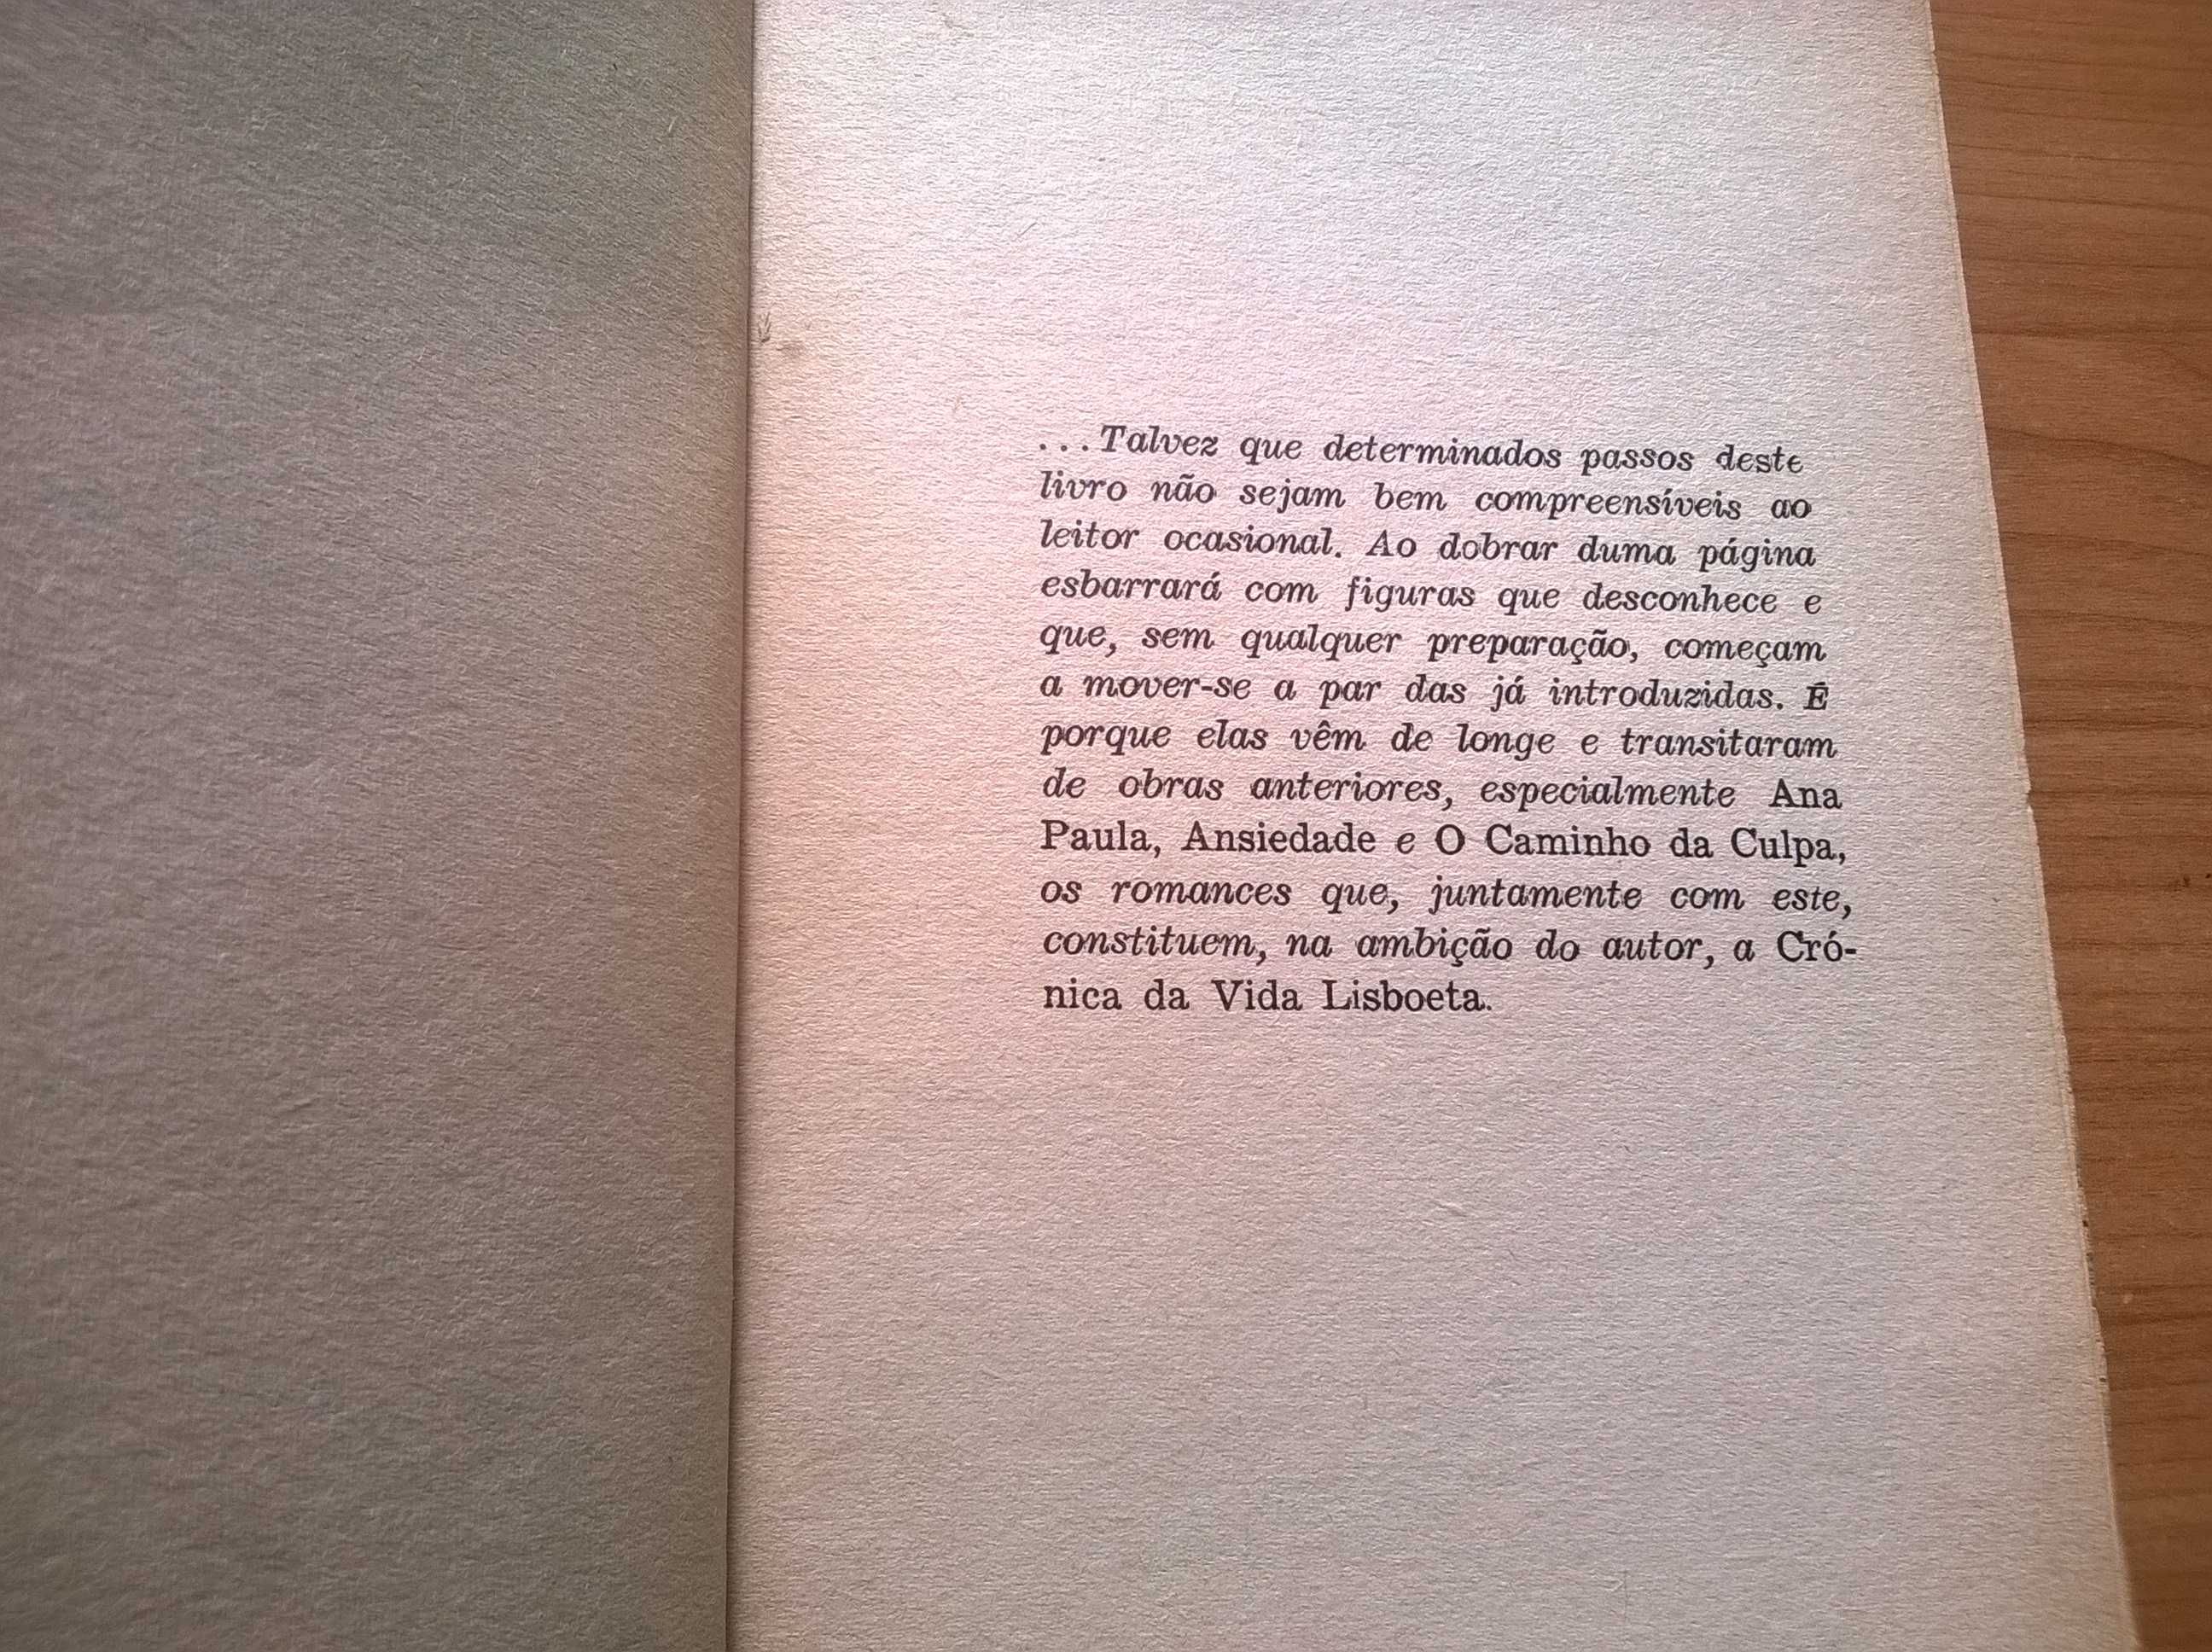 ...Talvez que determinados passos deste
livro não sejam bem compreensíveis ao
leitor ocasional. Ao dobrar duma página
esbarrará com figuras que desconhece e
que, sem qualquer preparação, começam
a mover-se a par das já introduzidas. É
porque elas vêm de longe e transitaram
de obras anteriores, especialmente Ana
Paula, Ansiedade e O Caminho da Culpa,
os romances que, juntamente com este,
constituem, na ambição do autor, a Cró-
nica da Vida Lisboeta.